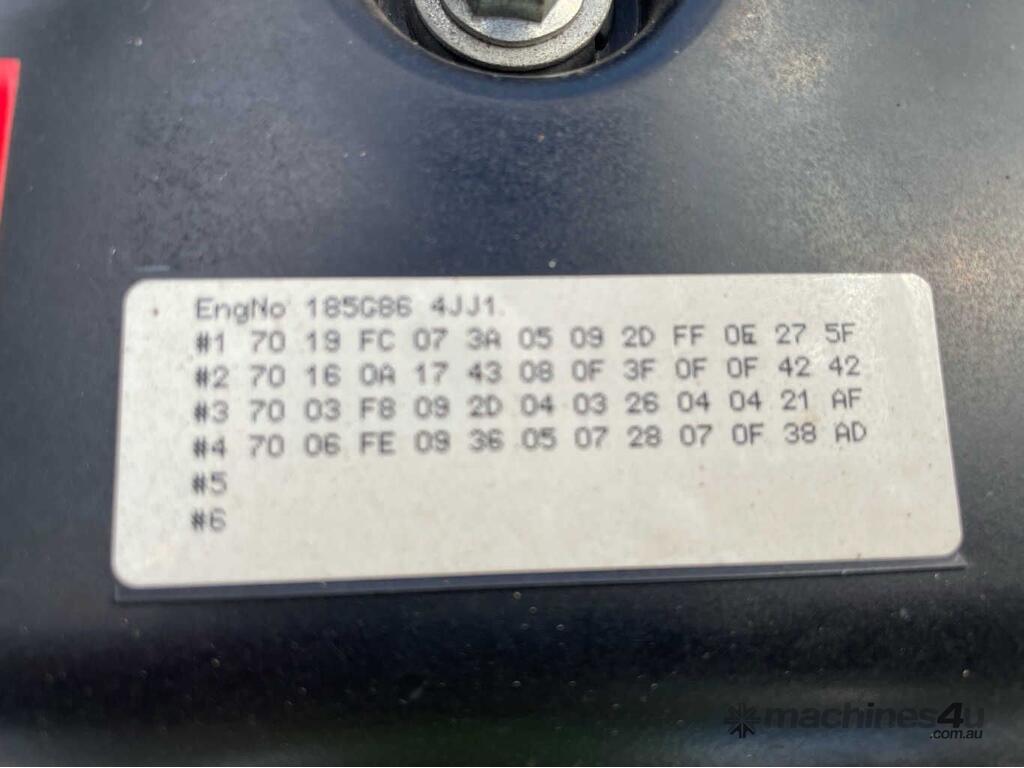 EngNo 185G86 4JJ1
#1 70 19 FC 07 3A 05 09 2D FF 0E 27 5F
#2 70 16 0A 17 43 08 0F 3F 0F 0F 42 42
#3 70 03 F8 09 2D 04 03 26 04 04 21 AF
#4 70 06 FE 09 36 05 07 28 07 0F 38 AD
#5
#6
machines4u
.com.au